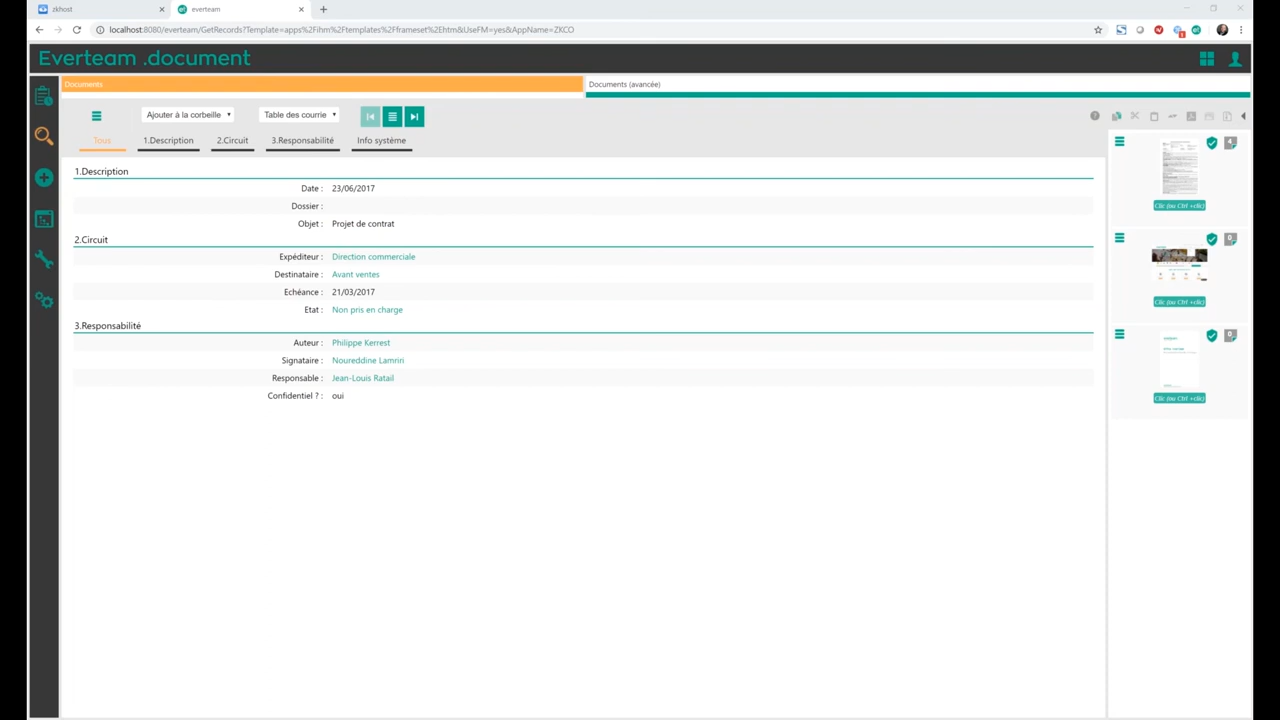 zkhost
everteam
localhost:8080/everteam/GetRecords?Template=apps%2Fihm%2Ftemplates%2Fframeset%2Ehtm&UseFM=yes&AppName=ZKCO
Everteam .document
Documents
Documents (avancée)
Ajouter à la corbeille
Table des courrie
Tous
1.Description
2.Circuit
3.Responsabilité
Info système
1.Description
Date : 23/06/2017
Dossier :
Objet : Projet de contrat
2.Circuit
Expéditeur : Direction commerciale
Destinataire : Avant ventes
Echéance : 21/03/2017
Etat : Non pris en charge
3.Responsabilité
Auteur : Philippe Kerrest
Signataire : Noureddine Lamriri
Responsable : Jean-Louis Ratail
Confidentiel ? : oui
4
Clic (ou Ctrl +clic)
0
Clic (ou Ctrl +clic)
0
Clic (ou Ctrl +clic)